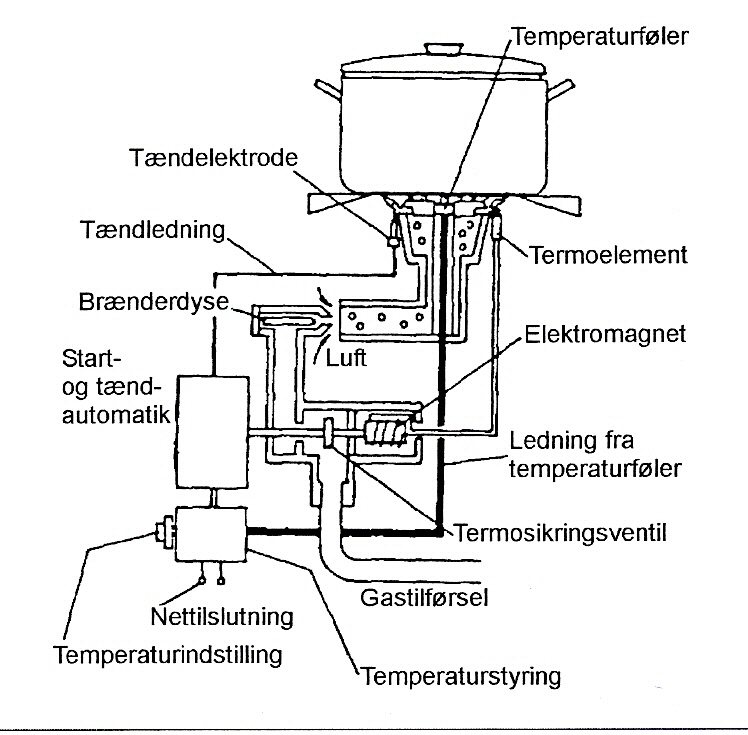 Temperaturføler
Tændelektrode
Tændledning
Termoelement
Brænderdyse
Elektromagnet
Luft
Start-
og tænd-
automatik
Ledning fra
temperaturføler
Termosikringsventil
Gastilførsel
Nettilslutning
Temperaturindstilling
Temperaturstyring